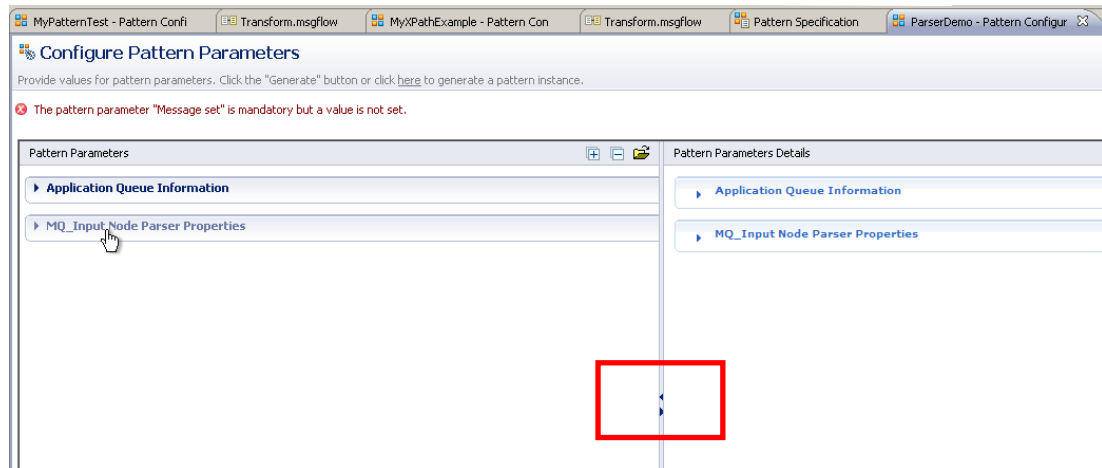 MyPatternTest - Pattern Confi
Transform.msgflow
MyXPathExample - Pattern Con
Transform.msgflow
Pattern Specification
ParserDemo - Pattern Configur
Configure Pattern Parameters
Provide values for pattern parameters. Click the "Generate" button or click here to generate a pattern instance.
The pattern parameter "Message set" is mandatory but a value is not set.
Pattern Parameters
Application Queue Information
MQ_Input Node Parser Properties
Pattern Parameters Details
Application Queue Information
MQ_Input Node Parser Properties